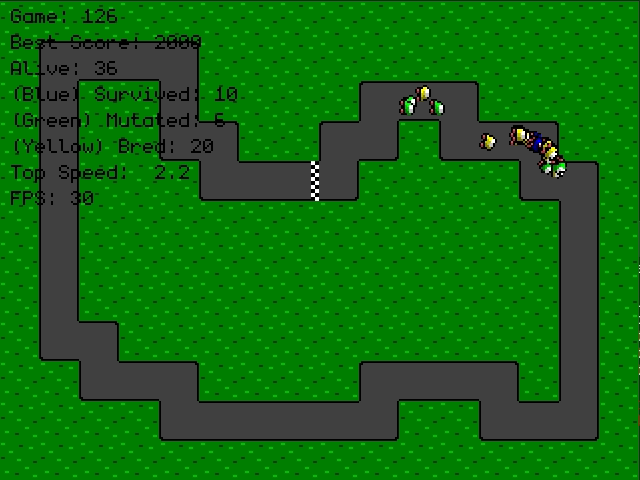 Game: 126
Best Score: 2000
Alive: 36
(Blue) Survived: 10
(Green) Mutated: 6
(Yellow) Bred: 20
Top Speed: 2.2
FPS: 30